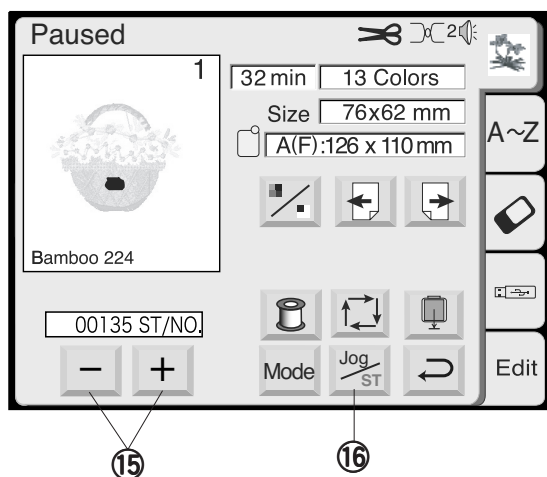 Paused
2
1
32 min 13 Colors
Size 76x62 mm
A(F):126 x 110 mm
A~Z
Bamboo 224
00135 ST/NO.
− +
Mode Jog/ST
Edit
⑮ ⑯